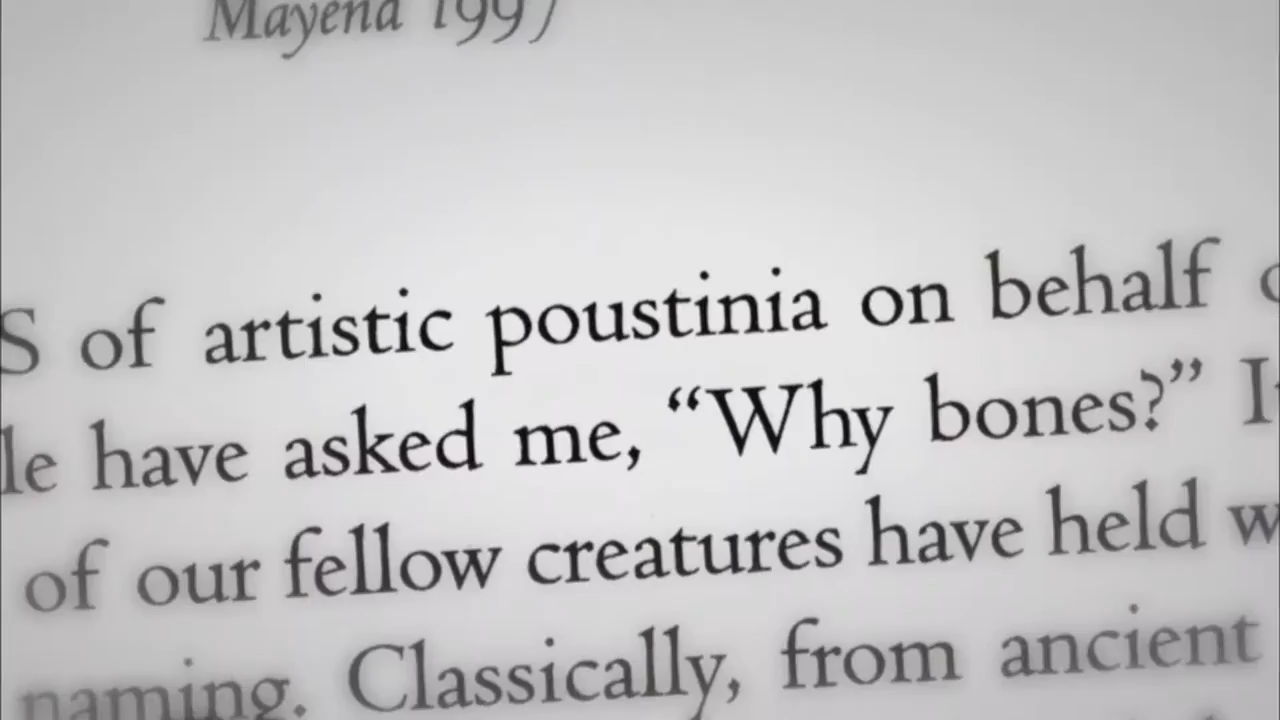 Mayena 1997
S of artistic poustinia on behalf
le have asked me, “Why bones?”
of our fellow creatures have held
naming. Classically, from ancient